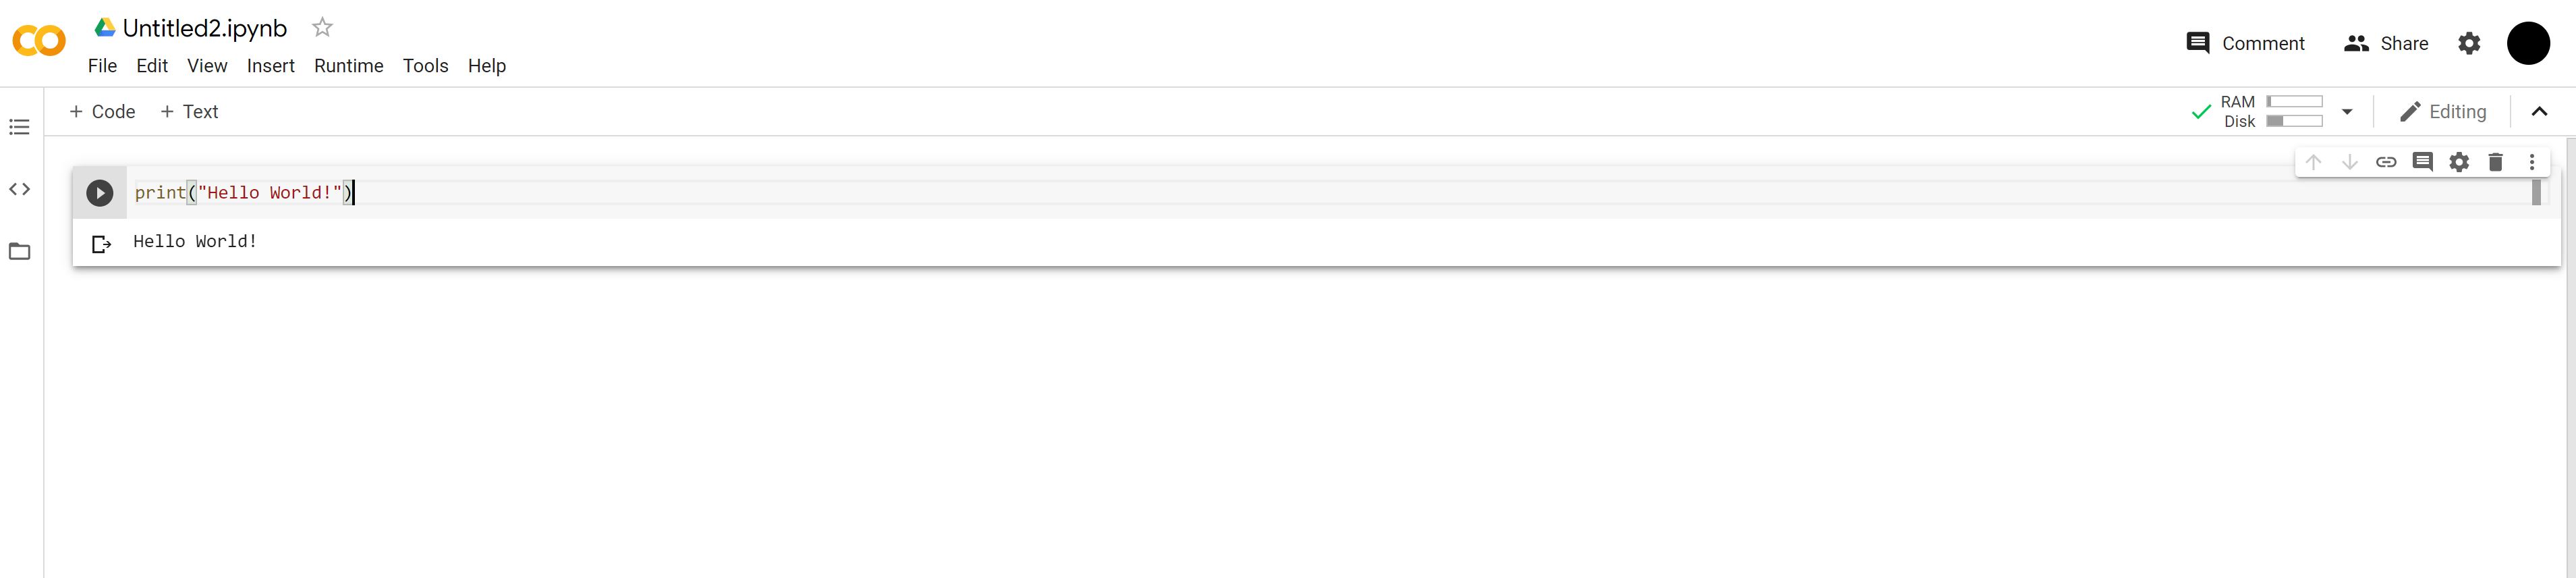 Untitled2.ipynb
File Edit View Insert Runtime Tools Help
Comment Share
+ Code + Text
RAM
Disk
Editing
print("Hello World!")
Hello World!